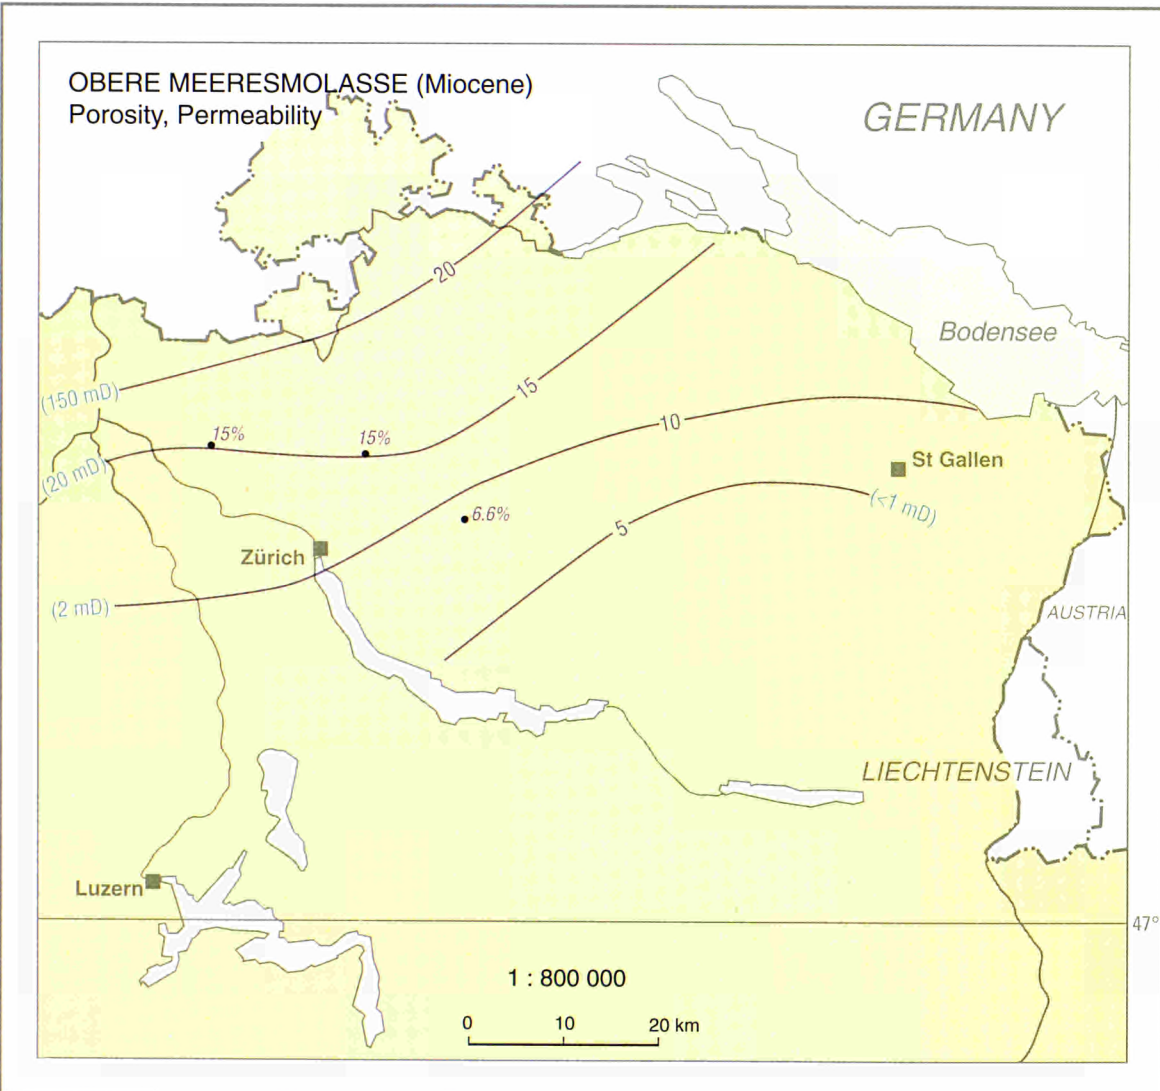 OBERE MEERESMOLASSE (Miocene)
Porosity, Permeability
GERMANY
20
Bodensee
(150 mD)
15
10
15%
15%
(20 mD)
St Gallen
(<1 mD)
6.6%
5
Zürich
(2 mD)
AUSTRIA
LIECHTENSTEIN
Luzern
47°
1 : 800 000
0 10 20 km